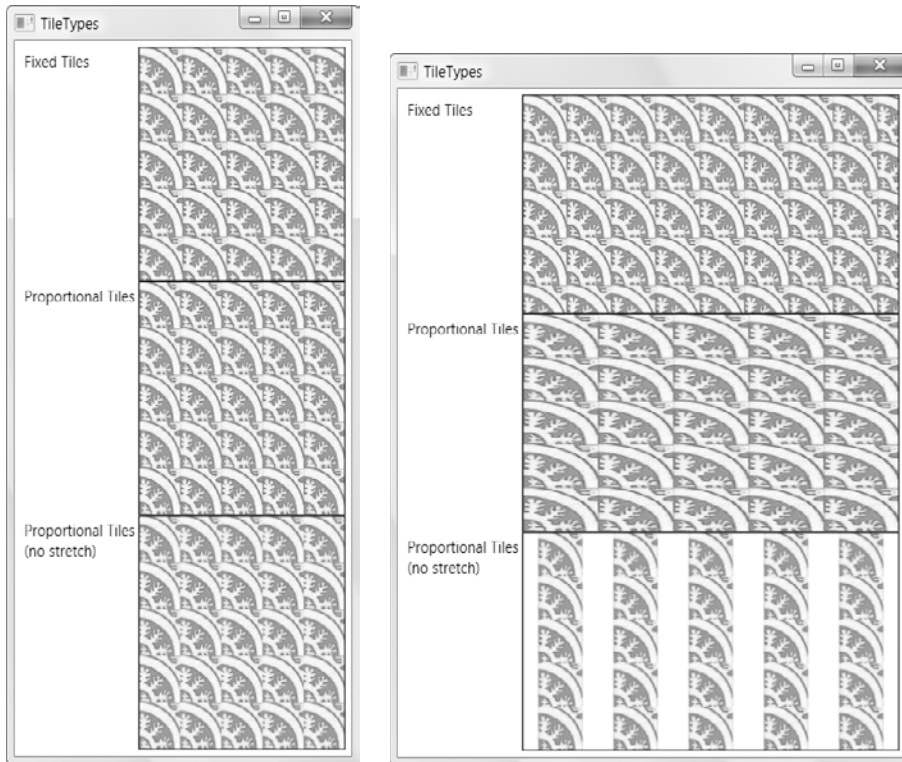 TileTypes
Fixed Tiles
Proportional Tiles
Proportional Tiles
(no stretch)
TileTypes
Fixed Tiles
Proportional Tiles
Proportional Tiles
(no stretch)